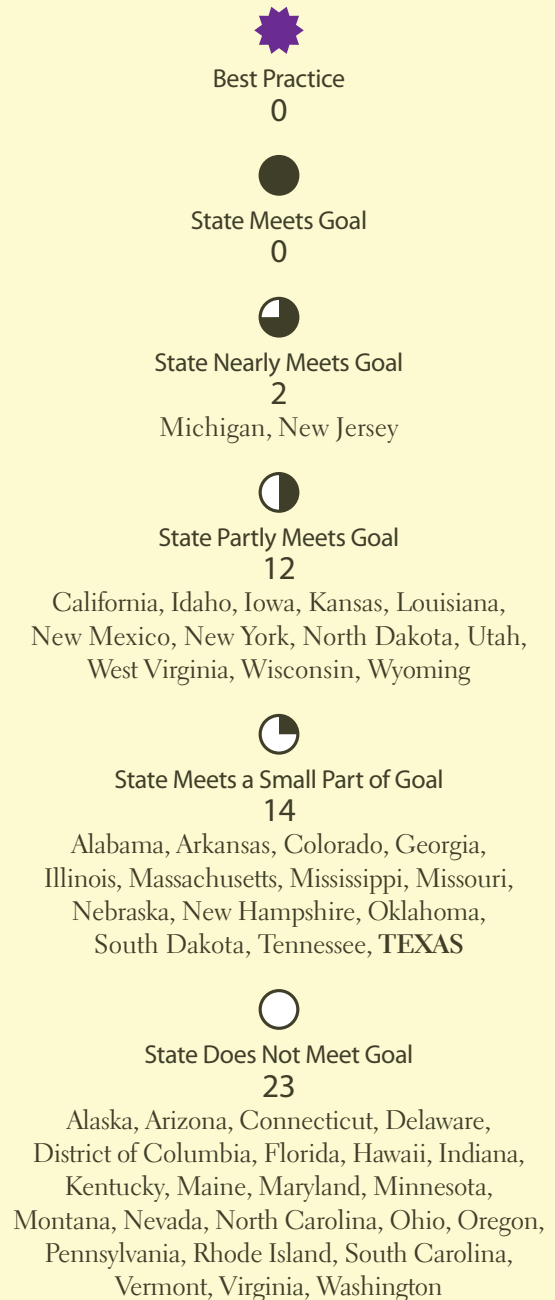 Best Practice
0
State Meets Goal
0
State Nearly Meets Goal
2
Michigan, New Jersey
State Partly Meets Goal
12
California, Idaho, Iowa, Kansas, Louisiana,
New Mexico, New York, North Dakota, Utah,
West Virginia, Wisconsin, Wyoming
State Meets a Small Part of Goal
14
Alabama, Arkansas, Colorado, Georgia,
Illinois, Massachusetts, Mississippi, Missouri,
Nebraska, New Hampshire, Oklahoma,
South Dakota, Tennessee, TEXAS
State Does Not Meet Goal
23
Alaska, Arizona, Connecticut, Delaware,
District of Columbia, Florida, Hawaii, Indiana,
Kentucky, Maine, Maryland, Minnesota,
Montana, Nevada, North Carolina, Ohio, Oregon,
Pennsylvania, Rhode Island, South Carolina,
Vermont, Virginia, Washington